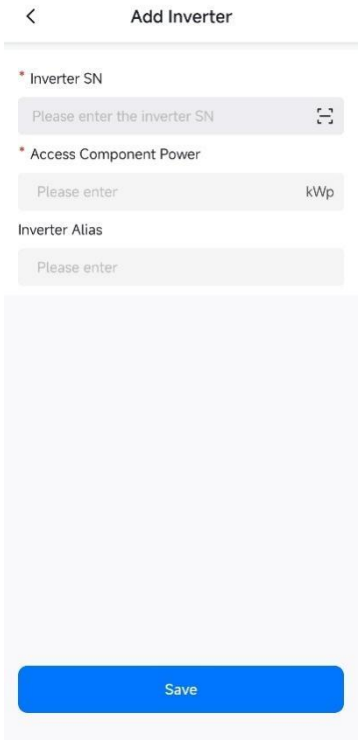 Add Inverter
* Inverter SN
Please enter the inverter SN
* Access Component Power
Please enter kWp
Inverter Alias
Please enter
Save